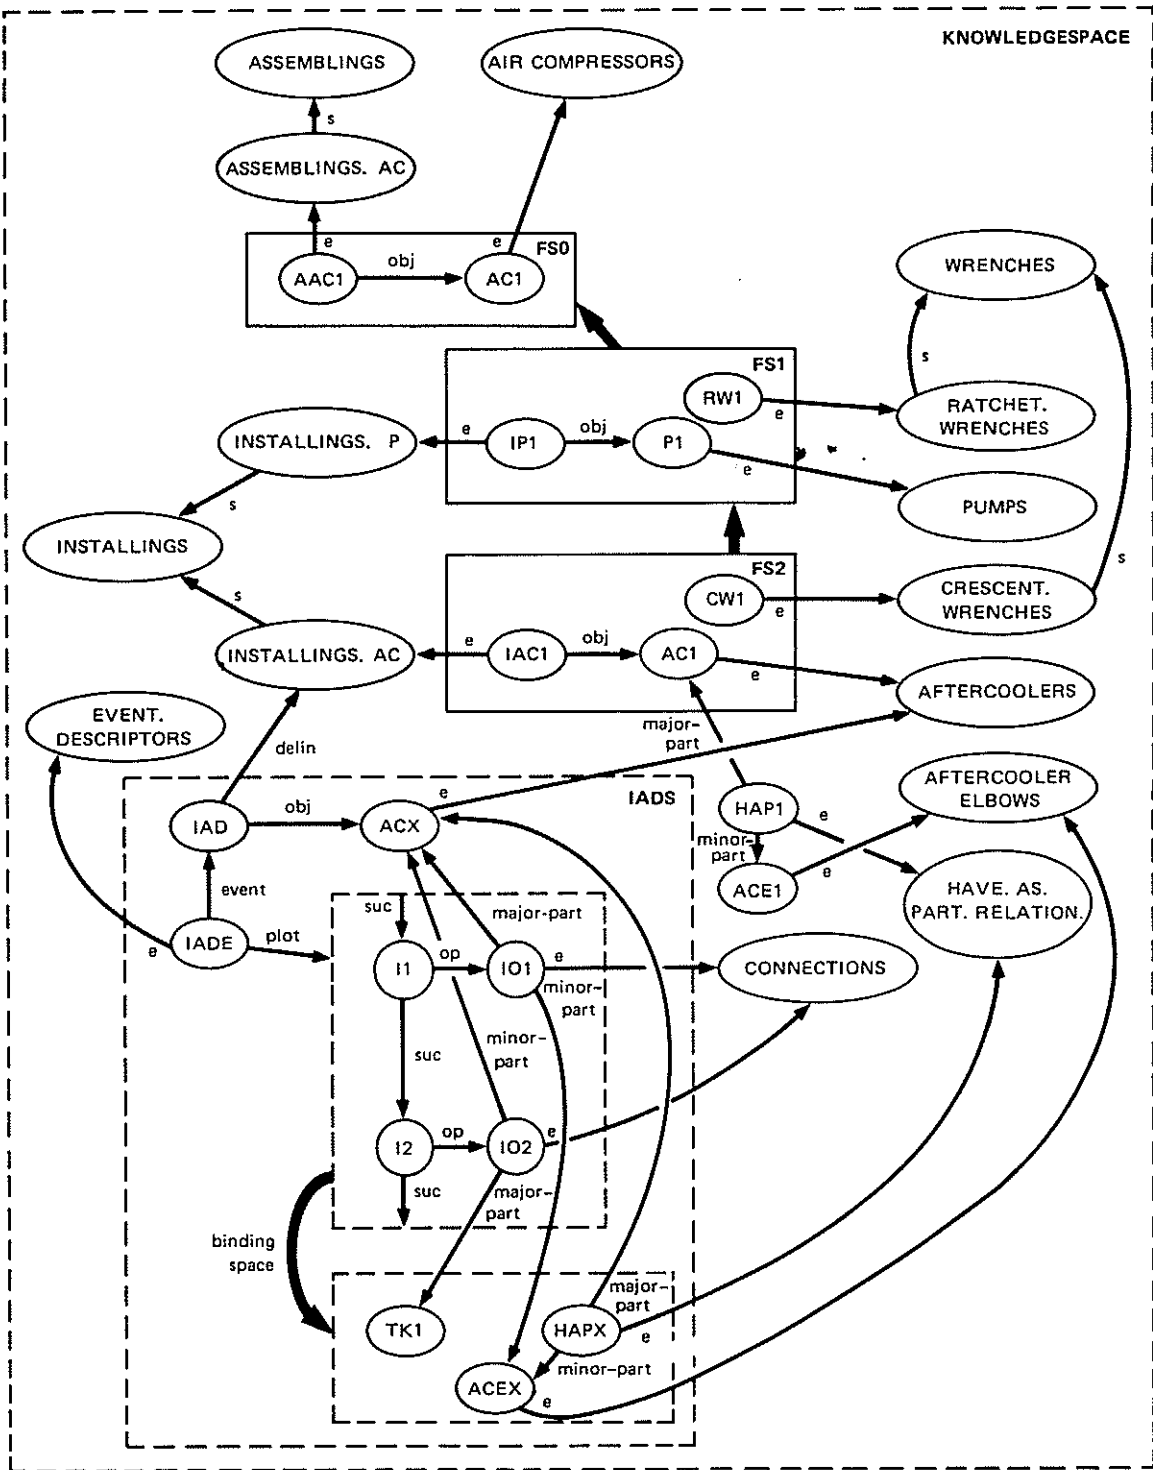 KNOWLEDGESPACE
ASSEMBLINGS
AIR COMPRESSORS
s
ASSEMBLINGS. AC
e
e
FS0
AAC1
obj
AC1
WRENCHES
s
FS1
RW1
e
RATCHET.
WRENCHES
INSTALLINGS. P
e
IP1
obj
P1
e
s
PUMPS
INSTALLINGS
s
FS2
CW1
e
CRESCENT.
WRENCHES
s
INSTALLINGS. AC
e
IAC1
obj
AC1
e
AFTERCOOLERS
EVENT.
DESCRIPTORS
delin
major-
part
AFTERCOOLER
ELBOWS
e
IADS
HAP1
e
IAD
obj
ACX
minor-
part
ACE1
e
HAVE. AS.
PART. RELATION.
event
suc
major-part
IADE
plot
e
I1
op
IO1
e
CONNECTIONS
minor-
part
suc
minor-
part
I2
op
IO2
e
suc
major-
part
binding
space
major-
part
TK1
HAPX
e
minor-part
ACEX
e